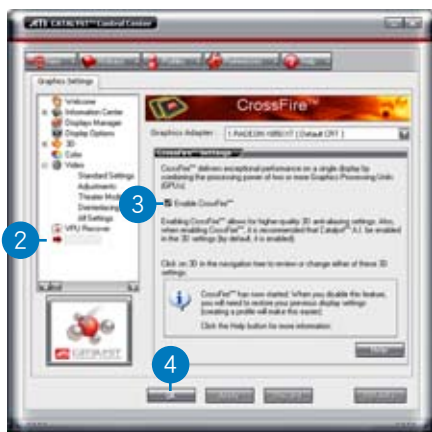 ATI CATALYST™ Control Center
Graphics Settings
Welcome
Information Center
Displays Manager
Display Options
3D
Color
Video
Standard Settings
Adjustments
Theater Mode
Deinterlacing
All Settings
VPU Recover
2
CATALYST
CrossFire™
Graphics Adapter:
CrossFire™ Settings
CrossFire™ delivers exceptional performance on a single display by
combining the processing power of two or more Graphics Processing Units
(GPUs).
3
Enable CrossFire™
Enabling CrossFire™ allows for higher-quality 3D anti-aliasing settings. Also,
when enabling CrossFire™, it is recommended that Catalyst™ A.I. be enabled
in the 3D settings (by default, it is enabled).
Click on 3D in the navigation tree to review or change either of these 3D
settings.
CrossFire™ has now started. When you disable this feature,
you will need to restore your previous display settings
(creating a profile will make this easier).
Click the Help button for more information.
4